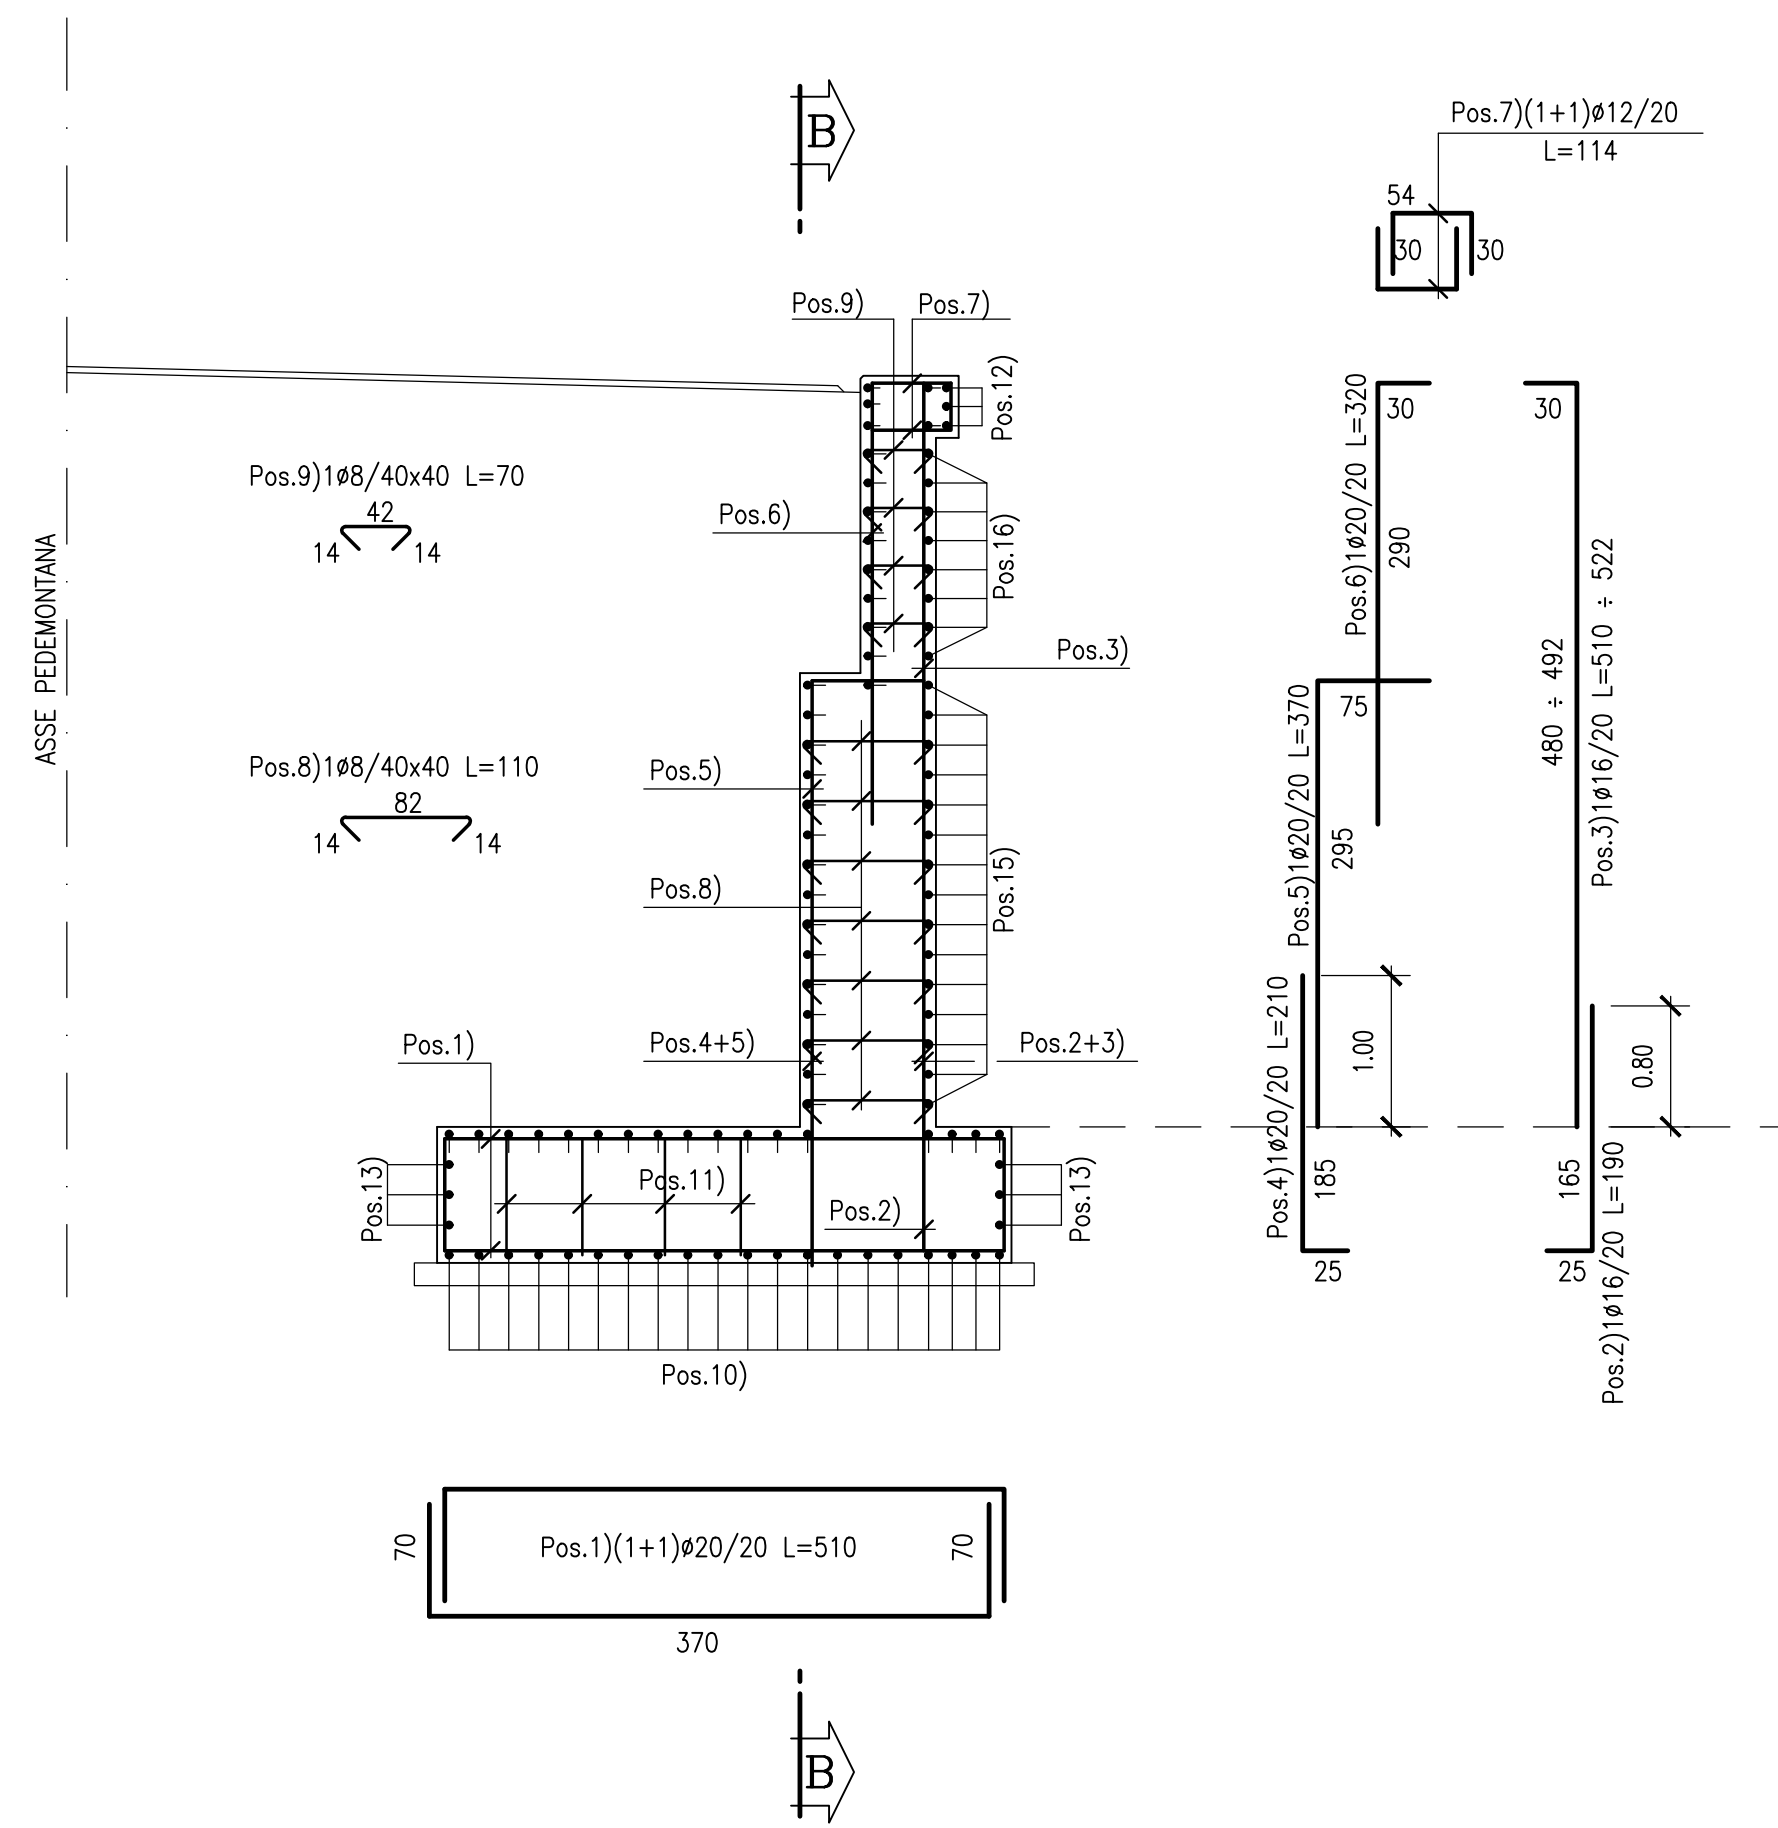 B
Pos.7)(1+1)ø12/20
L=114
54
30
30
Pos.9)
Pos.7)
Pos.12)
Pos.6)1ø20/20 L=320
30
30
Pos.9)1ø8/40x40 L=70
42
14
14
Pos.6)
Pos.16)
290
480 ÷ 492
Pos.3)1ø16/20 L=510 ÷ 522
ASSE PEDEMONTANA
Pos.3)
75
Pos.5)1ø20/20 L=370
Pos.8)1ø8/40x40 L=110
82
14
14
Pos.5)
Pos.8)
Pos.15)
295
Pos.1)
Pos.4+5)
Pos.2+3)
Pos.4)1ø20/20 L=210
1.00
0.80
Pos.13)
Pos.11)
Pos.2)
Pos.13)
185
165
25
25
Pos.2)1ø16/20 L=190
Pos.10)
70
Pos.1)(1+1)ø20/20 L=510
70
370
B